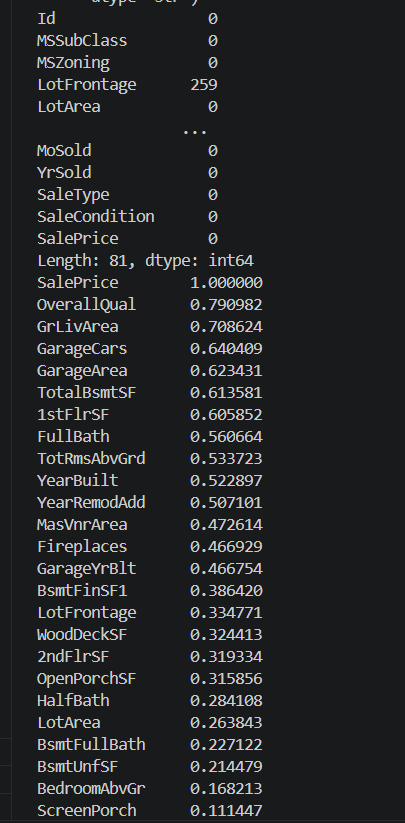 Id 0
MSSubClass 0
MSZoning 0
LotFrontage 259
LotArea 0
...
MoSold 0
YrSold 0
SaleType 0
SaleCondition 0
SalePrice 0
Length: 81, dtype: int64
SalePrice 1.000000
OverallQual 0.790982
GrLivArea 0.708624
GarageCars 0.640409
GarageArea 0.623431
TotalBsmtSF 0.613581
1stFlrSF 0.605852
FullBath 0.560664
TotRmsAbvGrd 0.533723
YearBuilt 0.522897
YearRemodAdd 0.507101
MasVnrArea 0.472614
Fireplaces 0.466929
GarageYrBlt 0.466754
BsmtFinSF1 0.386420
LotFrontage 0.334771
WoodDeckSF 0.324413
2ndFlrSF 0.319334
OpenPorchSF 0.315856
HalfBath 0.284108
LotArea 0.263843
BsmtFullBath 0.227122
BsmtUnfSF 0.214479
BedroomAbvGr 0.168213
ScreenPorch 0.111447